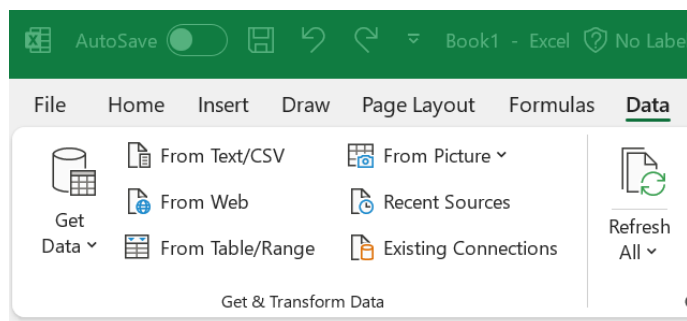 AutoSave Book1 - Excel No Labe
File Home Insert Draw Page Layout Formulas Data
From Text/CSV From Picture
From Web Recent Sources
Get Refresh
Data From Table/Range Existing Connections All
Get & Transform Data